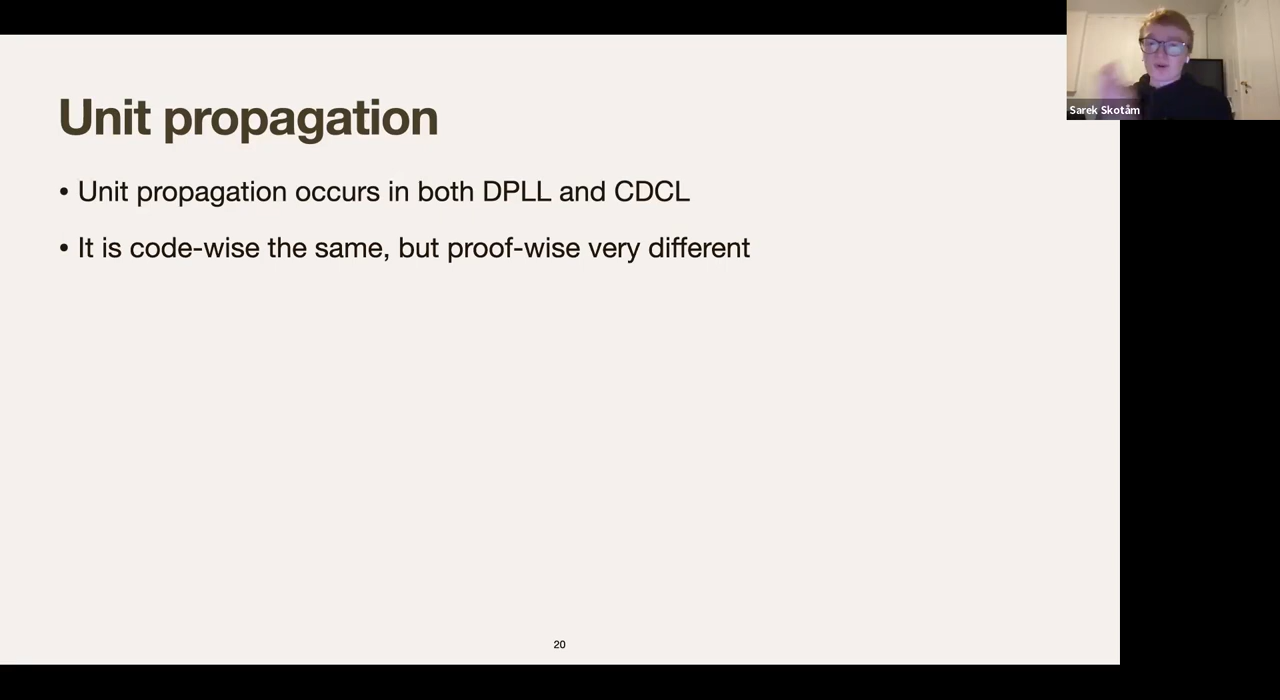 Unit propagation
• Unit propagation occurs in both DPLL and CDCL
• It is code-wise the same, but proof-wise very different
20
Sarek Skotåm